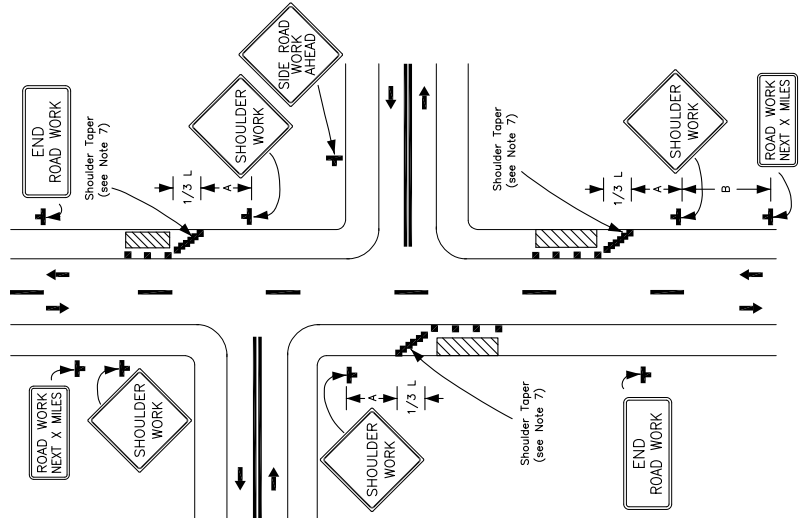 END
ROAD WORK
Shoulder Taper
(see Note 7)
1/3 L
A
SHOULDER
WORK
SIDE ROAD
WORK
AHEAD
Shoulder Taper
(see Note 7)
1/3 L
A
B
SHOULDER
WORK
ROAD WORK
NEXT X MILES
ROAD WORK
NEXT X MILES
SHOULDER
WORK
A
1/3 L
SHOULDER
WORK
Shoulder Taper
(see Note 7)
END
ROAD WORK